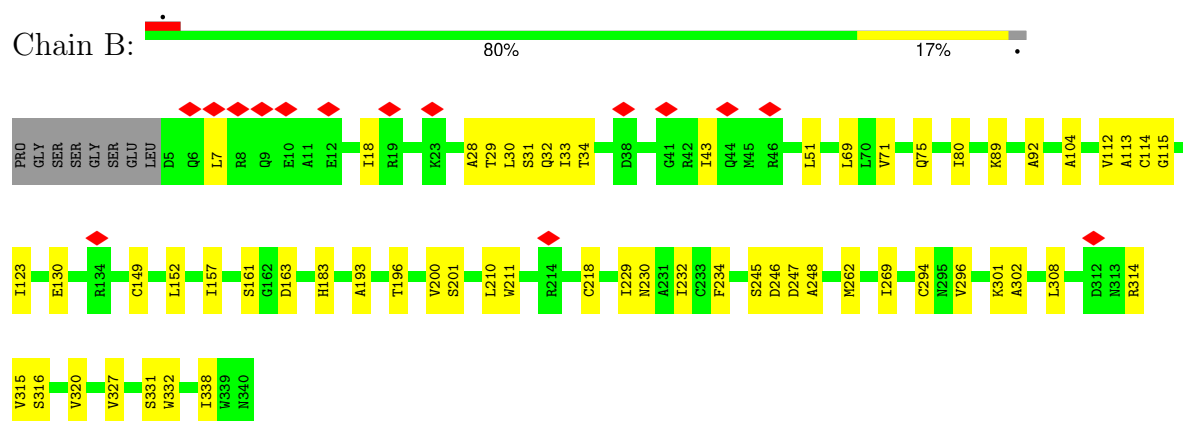 Chain B:
80% 17%
PRO GLY SER SER GLY SER GLU LEU D5 Q6 L7 R8 Q9 E10 A11 E12 I18 R19 K23 A28 T29 L30 S31 Q32 I33 T34 D38 G41 R42 I43 Q44 M45 R46 L51 L69 L70 V71 Q75 I80 K89 A92 A104 V112 A113 C114 G115
I123 E130 R134 C149 L152 I157 S161 G162 D163 H183 A193 T196 V200 S201 L210 W211 R214 C218 I229 N230 A231 I232 C233 F234 S245 D246 D247 A248 M262 I269 C294 N295 V296 K301 A302 L308 D312 N313 R314
V315 S316 V320 V327 S331 W332 I338 W339 N340